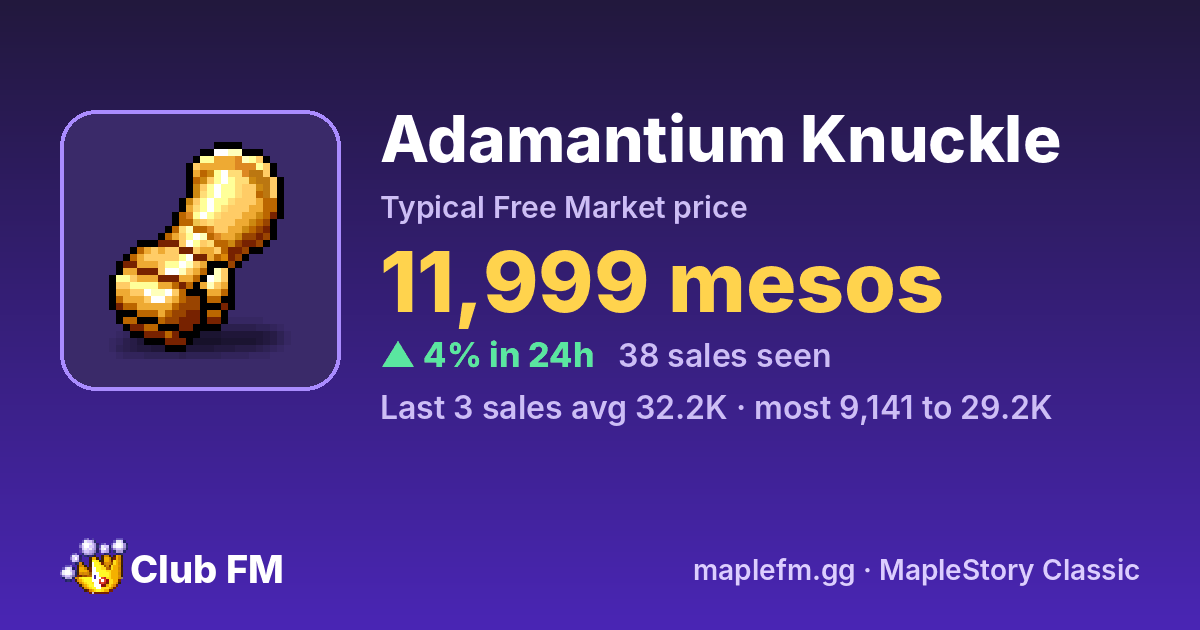 Adamantium Knuckle
Typical Free Market price
11,999 mesos
▲ 4% in 24h 38 sales seen
Last 3 sales avg 32.2K · most 9,141 to 29.2K
Club FM
maplefm.gg · MapleStory Classic